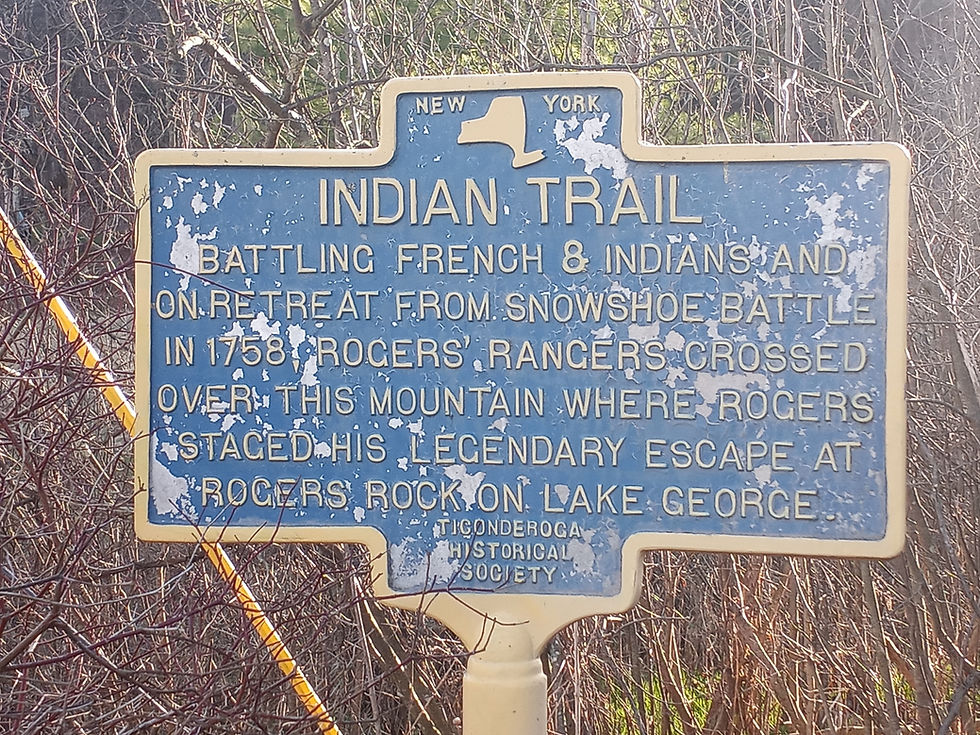 NEW YORK
INDIAN TRAIL
BATTLING FRENCH & INDIANS AND
ON RETREAT FROM SNOWSHOE BATTLE
IN 1758, ROGERS' RANGERS CROSSED
OVER THIS MOUNTAIN WHERE ROGERS
STAGED HIS LEGENDARY ESCAPE AT
ROGERS ROCK ON LAKE GEORGE.
TICONDEROGA
HISTORICAL
SOCIETY